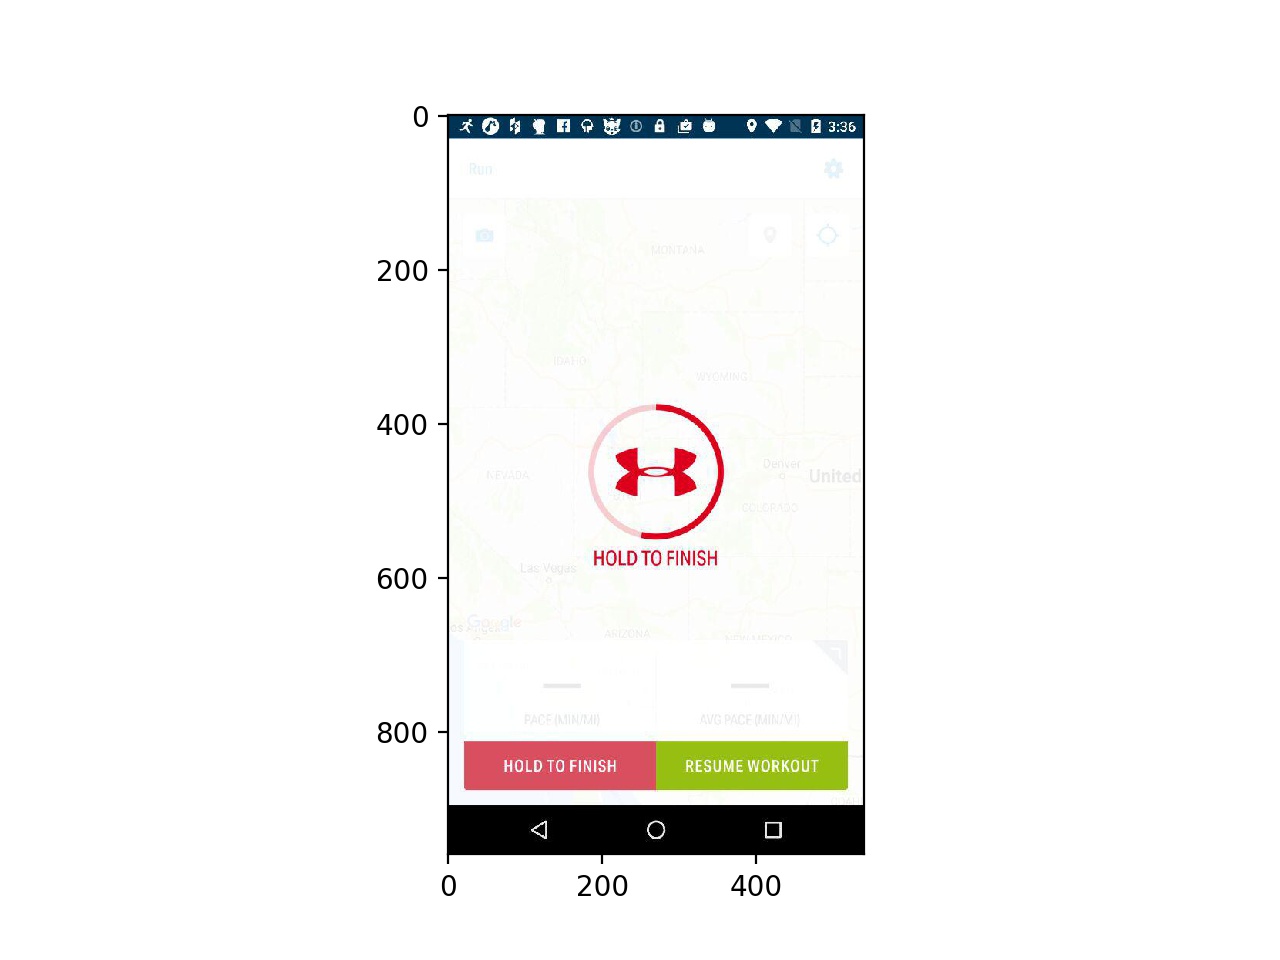 0
3:36
Run
200
MONTANA
IDAHO
WYOMING
400
Denver
United
NEVADA
COLORADO
HOLD TO FINISH
600
Las Vegas
Google
os Angeles
ARIZONA
NEW MEXICO
PACE (MIN/MI)
AVG PACE (MIN/MI)
800
HOLD TO FINISH
RESUME WORKOUT
0
200
400